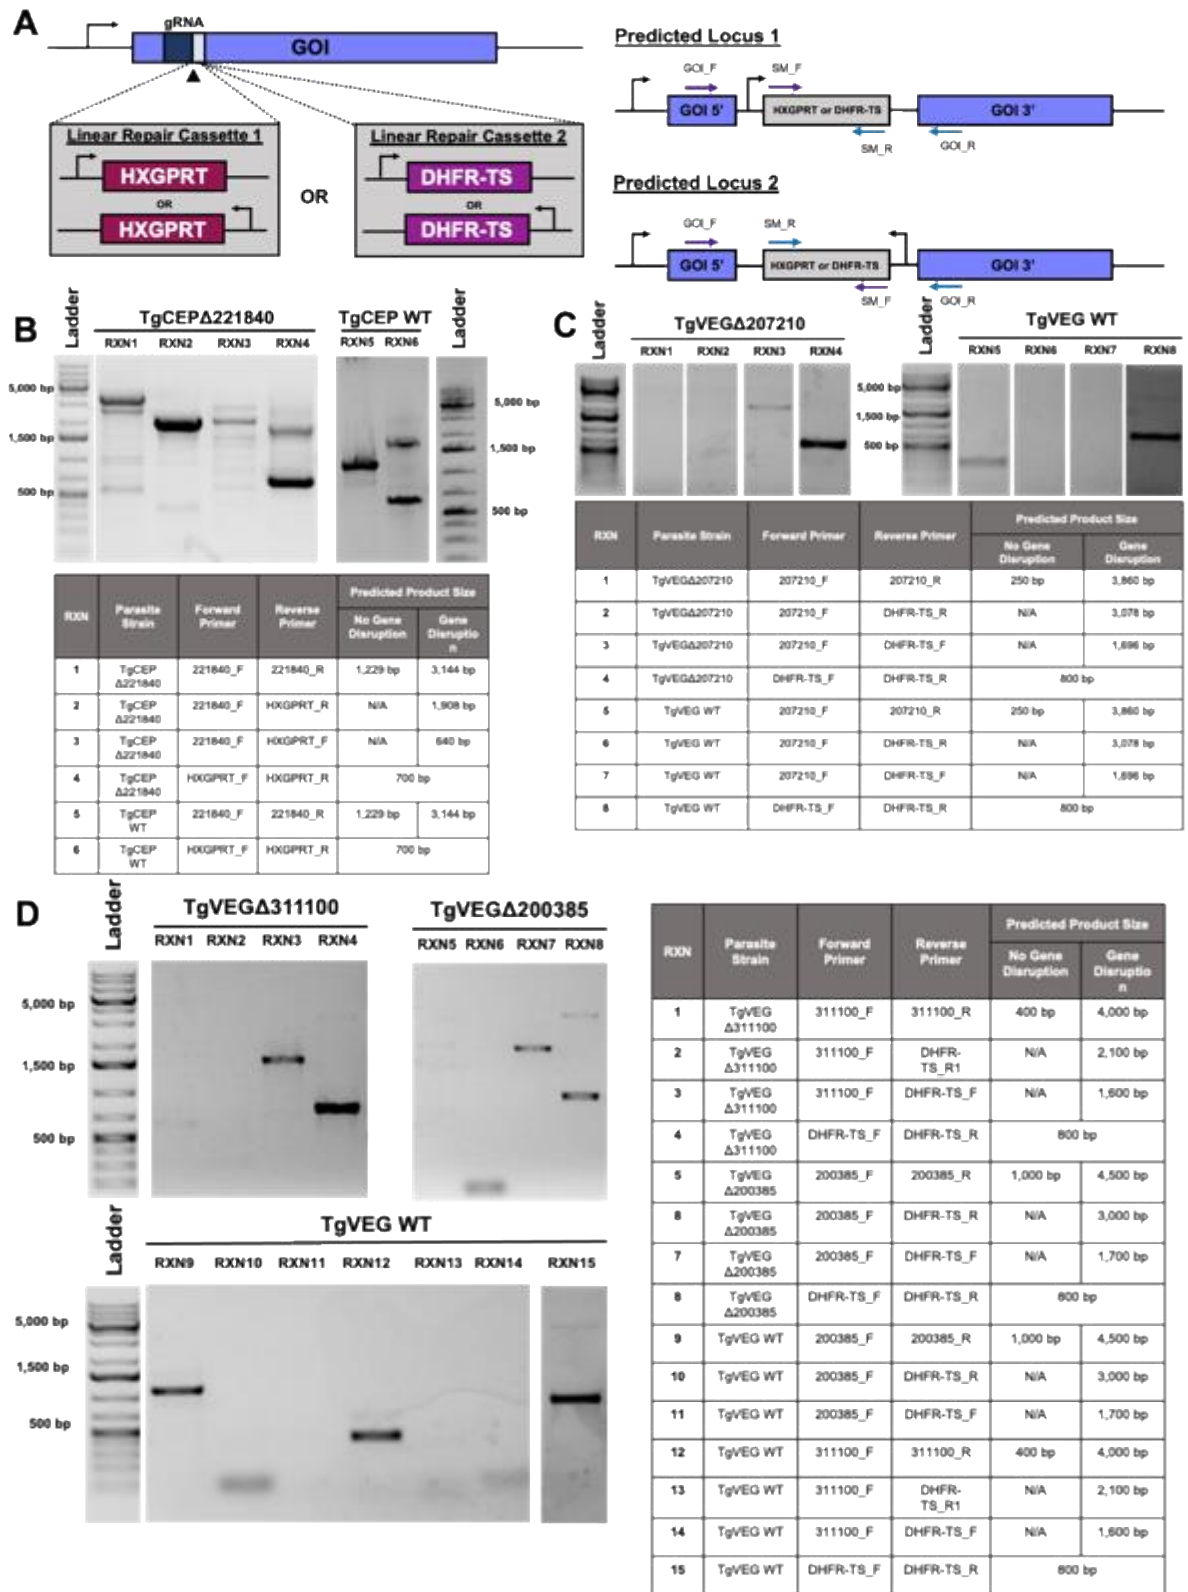 A
gRNA
GOI
Linear Repair Cassette 1
HXGPRT
OR
HXGPRT
OR
Linear Repair Cassette 2
DHFR-TS
OR
DHFR-TS
Predicted Locus 1
GOI_F SM_F
GOI 5' HXGPRT or DHFR-TS GOI 3'
SM_R GOI_R
Predicted Locus 2
GOI_F SM_R
GOI 5' HXGPRT or DHFR-TS GOI 3'
SM_F GOI_R
B
Ladder
TgCEPΔ221840
RXN1 RXN2 RXN3 RXN4
TgCEP WT
RXN5 RXN6
Ladder
5,000 bp
1,500 bp
500 bp
5,000 bp
1,500 bp
500 bp
RXN Parasite Strain Forward Primer Reverse Primer Predicted Product Size
No Gene Disruption Gene Disruptio n
1 TgCEP Δ221840 221840_F 221840_R 1,229 bp 3,144 bp
2 TgCEP Δ221840 221840_F HXGPRT_R N/A 1,908 bp
3 TgCEP Δ221840 221840_F HXGPRT_F N/A 640 bp
4 TgCEP Δ221840 HXGPRT_F HXGPRT_R 700 bp
5 TgCEP WT 221840_F 221840_R 1,229 bp 3,144 bp
6 TgCEP WT HXGPRT_F HXGPRT_R 700 bp
C
Ladder
TgVEGΔ207210
RXN1 RXN2 RXN3 RXN4
Ladder
TgVEG WT
RXN5 RXN6 RXN7 RXN8
5,000 bp
1,500 bp
500 bp
RXN Parasite Strain Forward Primer Reverse Primer Predicted Product Size
No Gene Disruption Gene Disruption
1 TgVEGΔ207210 207210_F 207210_R 250 bp 3,860 bp
2 TgVEGΔ207210 207210_F DHFR-TS_R N/A 3,078 bp
3 TgVEGΔ207210 207210_F DHFR-TS_F N/A 1,696 bp
4 TgVEGΔ207210 DHFR-TS_F DHFR-TS_R 800 bp
5 TgVEG WT 207210_F 207210_R 250 bp 3,860 bp
6 TgVEG WT 207210_F DHFR-TS_R N/A 3,078 bp
7 TgVEG WT 207210_F DHFR-TS_F N/A 1,696 bp
8 TgVEG WT DHFR-TS_F DHFR-TS_R 800 bp
D
Ladder
TgVEGΔ311100
RXN1 RXN2 RXN3 RXN4
TgVEGΔ200385
RXN5 RXN6 RXN7 RXN8
5,000 bp
1,500 bp
500 bp
Ladder
TgVEG WT
RXN9 RXN10 RXN11 RXN12 RXN13 RXN14 RXN15
5,000 bp
1,500 bp
500 bp
RXN Parasite Strain Forward Primer Reverse Primer Predicted Product Size
No Gene Disruption Gene Disruptio n
1 TgVEG Δ311100 311100_F 311100_R 400 bp 4,000 bp
2 TgVEG Δ311100 311100_F DHFR-TS_R1 N/A 2,100 bp
3 TgVEG Δ311100 311100_F DHFR-TS_F N/A 1,600 bp
4 TgVEG Δ311100 DHFR-TS_F DHFR-TS_R 800 bp
5 TgVEG Δ200385 200385_F 200385_R 1,000 bp 4,500 bp
6 TgVEG Δ200385 200385_F DHFR-TS_R N/A 3,000 bp
7 TgVEG Δ200385 200385_F DHFR-TS_F N/A 1,700 bp
8 TgVEG Δ200385 DHFR-TS_F DHFR-TS_R 800 bp
9 TgVEG WT 200385_F 200385_R 1,000 bp 4,500 bp
10 TgVEG WT 200385_F DHFR-TS_R N/A 3,000 bp
11 TgVEG WT 200385_F DHFR-TS_F N/A 1,700 bp
12 TgVEG WT 311100_F 311100_R 400 bp 4,000 bp
13 TgVEG WT 311100_F DHFR-TS_R1 N/A 2,100 bp
14 TgVEG WT 311100_F DHFR-TS_F N/A 1,600 bp
15 TgVEG WT DHFR-TS_F DHFR-TS_R 800 bp